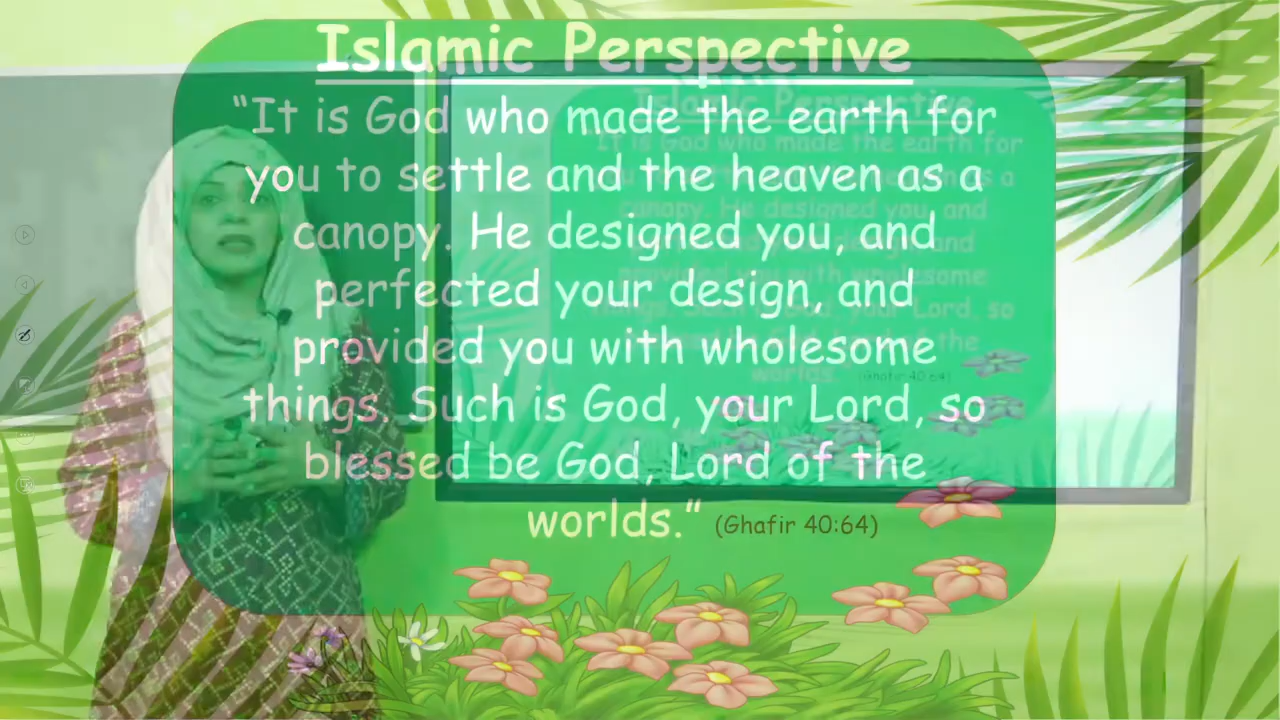 Islamic Perspective
“It is God who made the earth for
you to settle and the heaven as a
canopy. He designed you, and
perfected your design, and
provided you with wholesome
things. Such is God, your Lord, so
blessed be God, Lord of the
worlds.” (Ghafir 40:64)